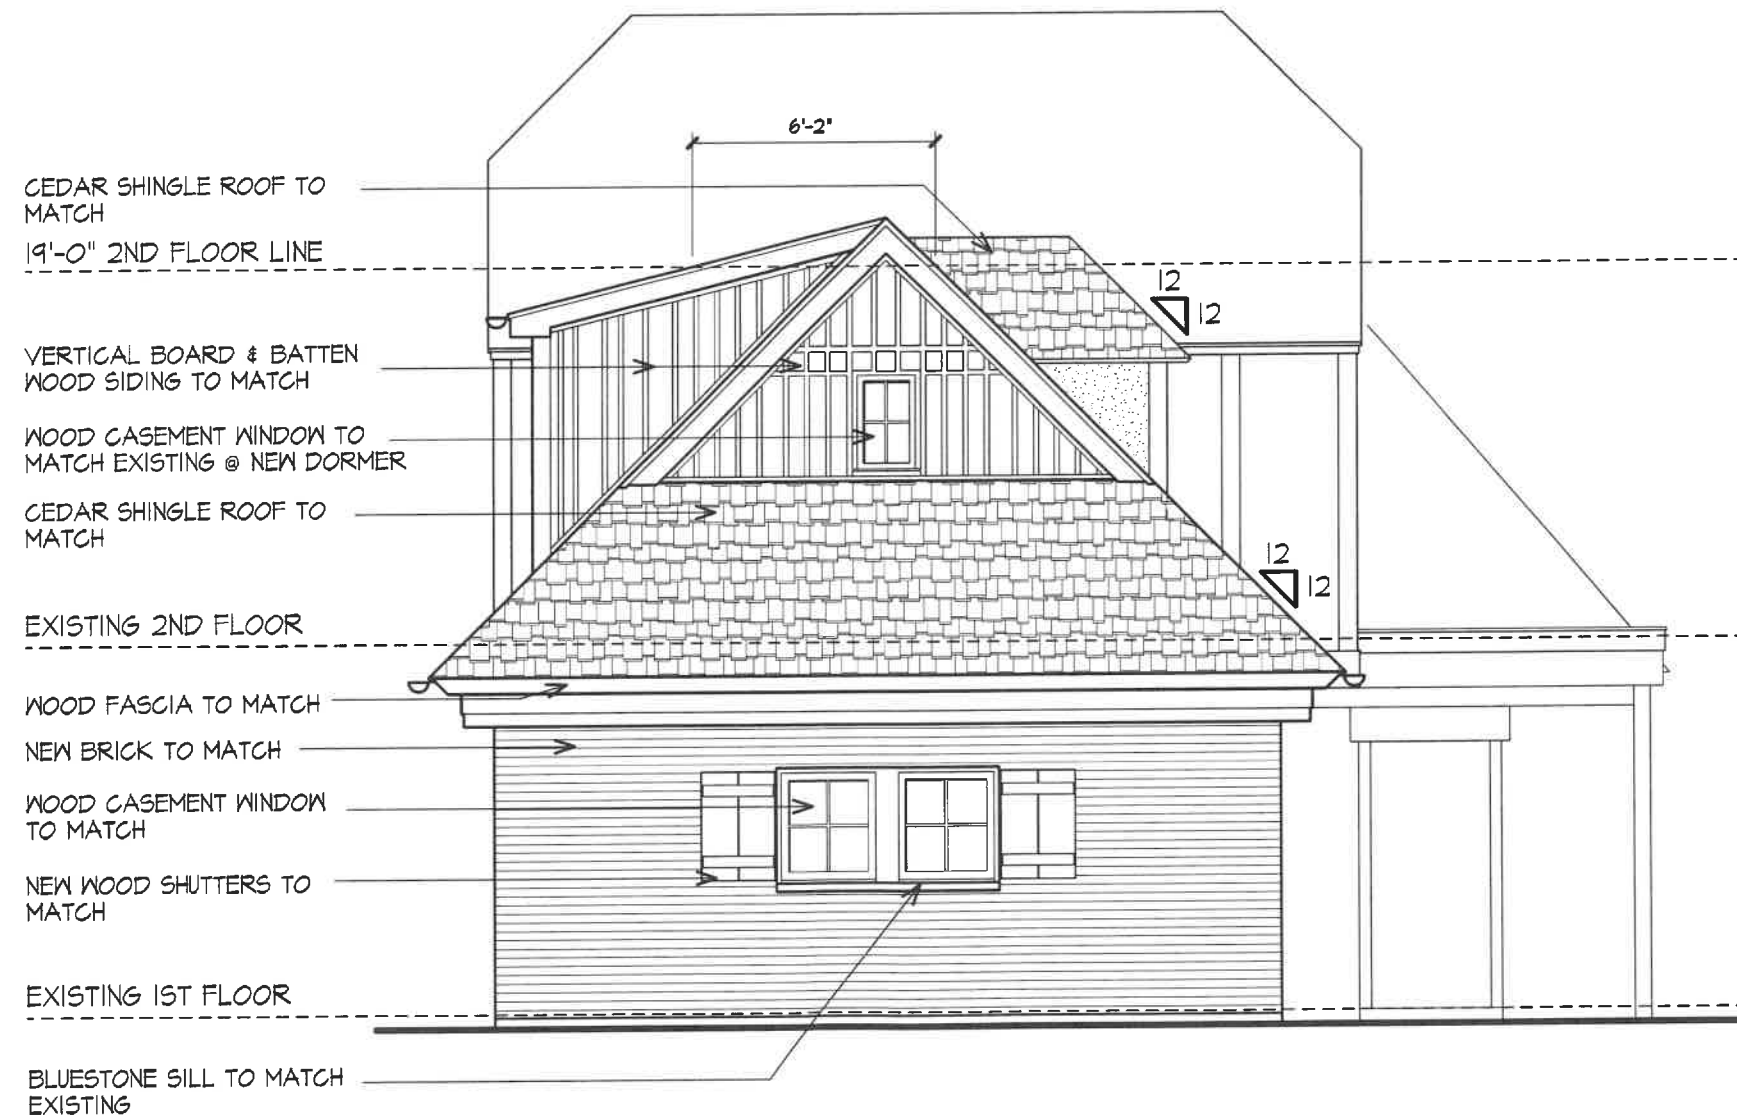 6'-2"
CEDAR SHINGLE ROOF TO
MATCH
19'-0" 2ND FLOOR LINE
12
12
VERTICAL BOARD & BATTEN
WOOD SIDING TO MATCH
WOOD CASEMENT WINDOW TO
MATCH EXISTING @ NEW DORMER
CEDAR SHINGLE ROOF TO
MATCH
12
12
EXISTING 2ND FLOOR
WOOD FASCIA TO MATCH
NEW BRICK TO MATCH
WOOD CASEMENT WINDOW
TO MATCH
NEW WOOD SHUTTERS TO
MATCH
EXISTING 1ST FLOOR
BLUESTONE SILL TO MATCH
EXISTING